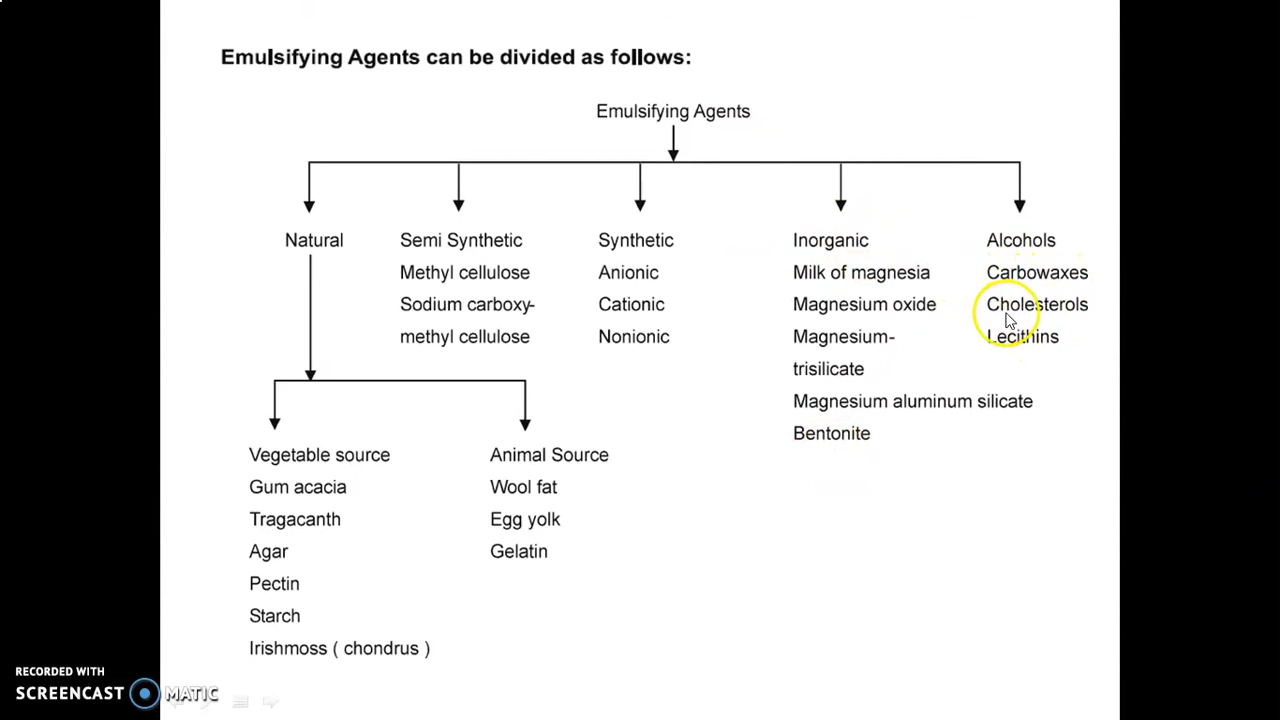 Emulsifying Agents can be divided as follows:
Emulsifying Agents
Natural
Semi Synthetic
Methyl cellulose
Sodium carboxy-
methyl cellulose
Synthetic
Anionic
Cationic
Nonionic
Inorganic
Milk of magnesia
Magnesium oxide
Magnesium-
trisilicate
Magnesium aluminum silicate
Bentonite
Alcohols
Carbowaxes
Cholesterols
Lecithins
Vegetable source
Gum acacia
Tragacanth
Agar
Pectin
Starch
Irishmoss ( chondrus )
Animal Source
Wool fat
Egg yolk
Gelatin
RECORDED WITH
SCREENCAST MATIC